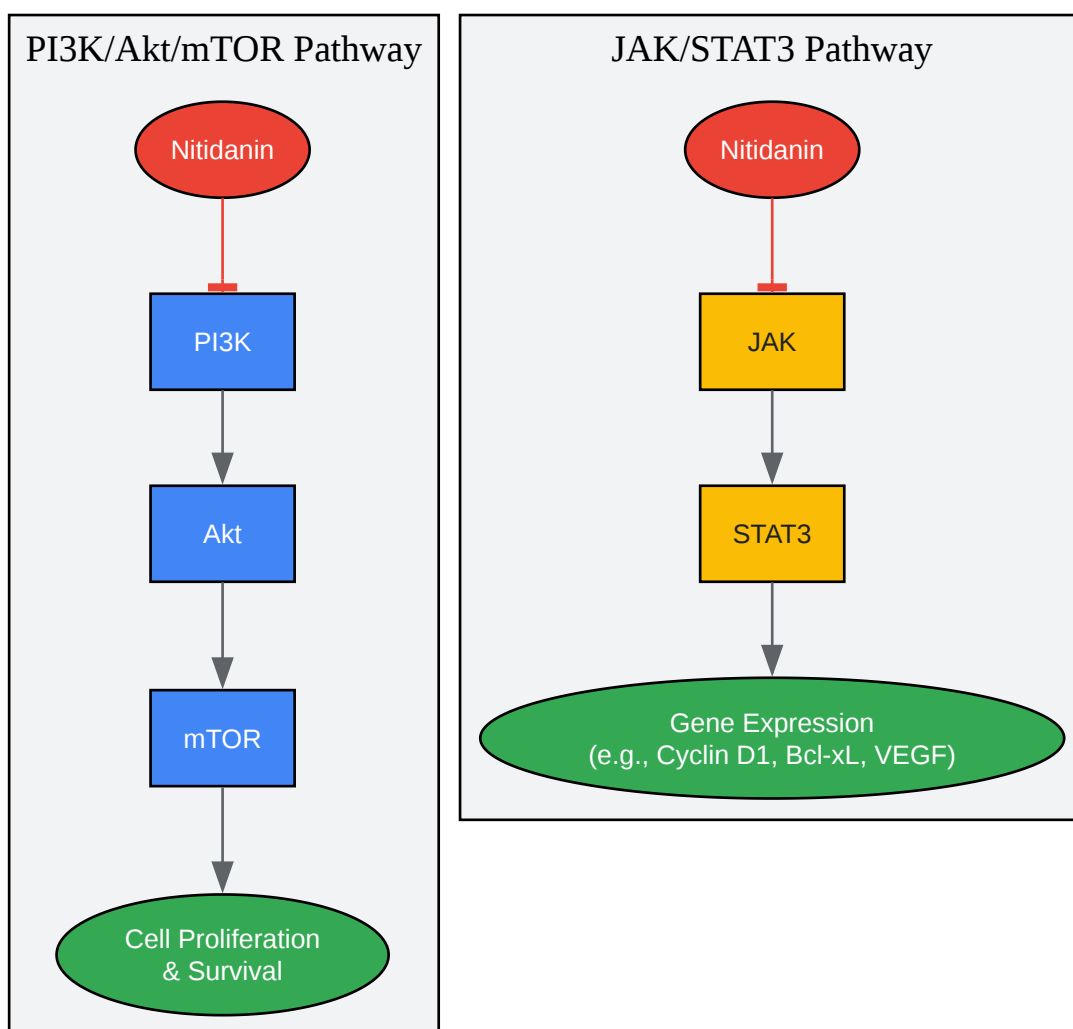 PI3K/Akt/mTOR Pathway
Nitidanin
PI3K
Akt
mTOR
Cell Proliferation
& Survival
JAK/STAT3 Pathway
Nitidanin
JAK
STAT3
Gene Expression
(e.g., Cyclin D1, Bcl-xL, VEGF)